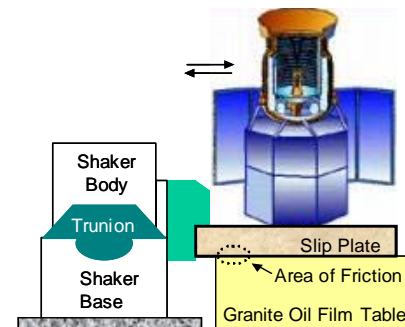 Shaker
Body
Trunion
Shaker
Base
Slip Plate
Area of Friction
Granite Oil Film Table